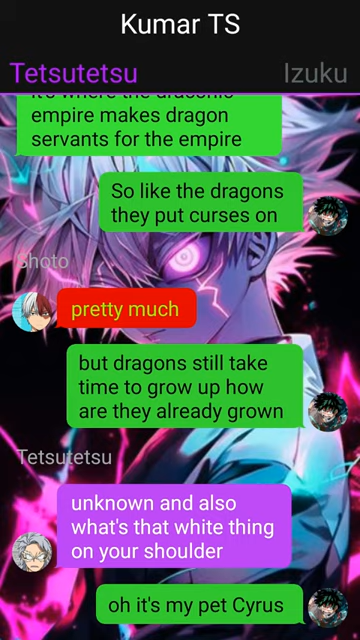 Kumar TS
Tetsutetsu
Izuku
it's where the draconic
empire makes dragon
servants for the empire
So like the dragons
they put curses on
Shoto
pretty much
but dragons still take
time to grow up how
are they already grown
Tetsutetsu
unknown and also
what's that white thing
on your shoulder
oh it's my pet Cyrus